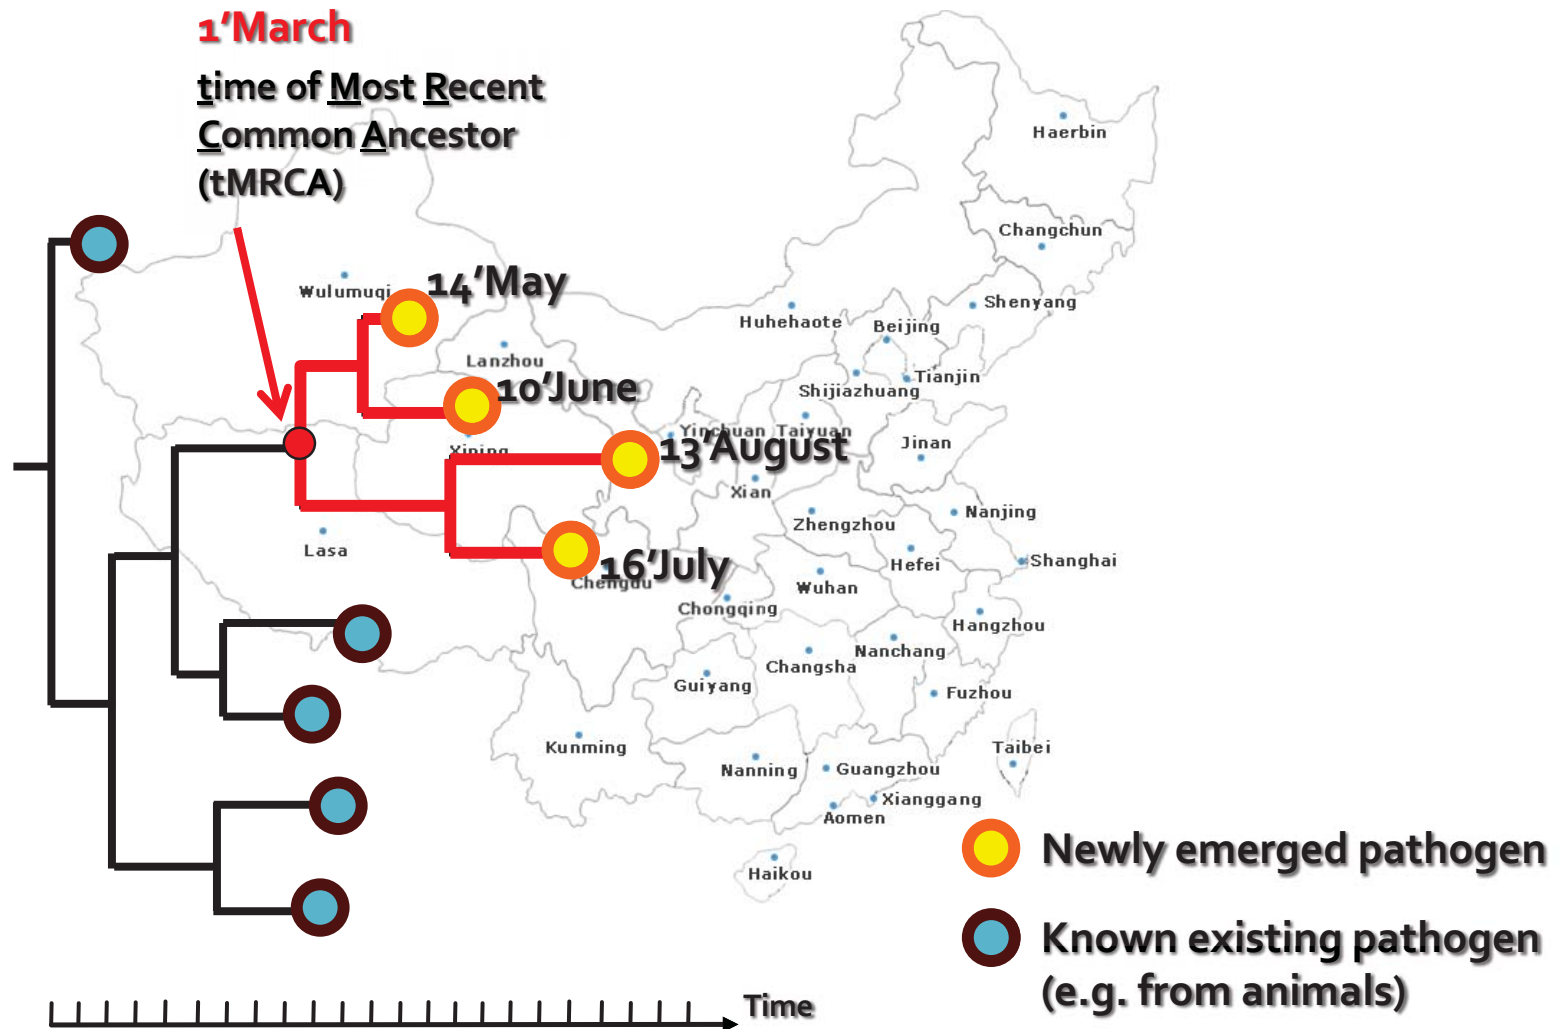 1'March
time of Most Recent
Common Ancestor
(tMRCA)
Haerbin
Changchun
Shenyang
Wulumuqi
14'May
Huhehaote
Beijing
Lanzhou
Tianjin
Shijiazhuang
10'June
Yinchuan
Taiyuan
13'August
Jinan
Xining
Xian
Zhengzhou
Nanjing
Lasa
Hefei
Shanghai
16'July
Chengdu
Wuhan
Chongqing
Hangzhou
Nanchang
Changsha
Guiyang
Fuzhou
Kunming
Taibei
Nanning
Guangzhou
Xianggang
Aomen
Haikou
Newly emerged pathogen
Known existing pathogen
(e.g. from animals)
Time